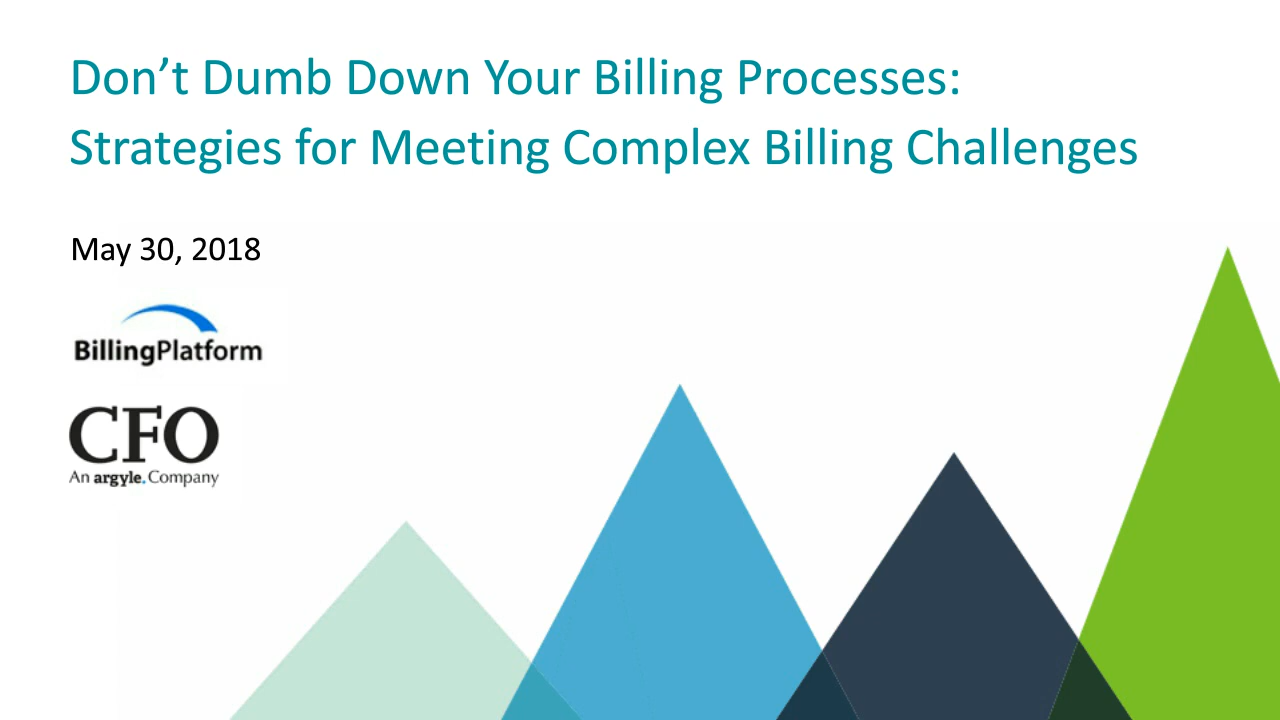 Don’t Dumb Down Your Billing Processes:
Strategies for Meeting Complex Billing Challenges
May 30, 2018
BillingPlatform
CFO
An argyle. Company